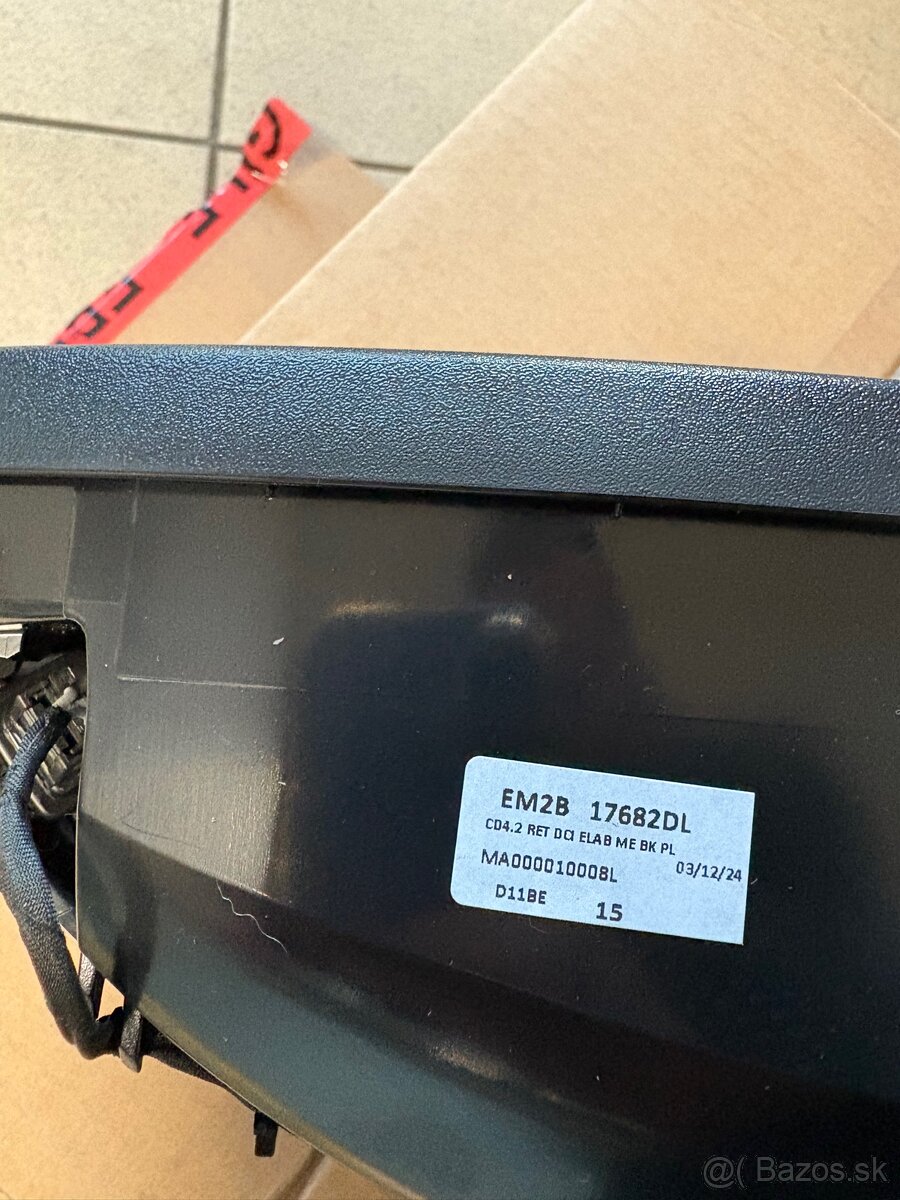 EM2B 17682DL
CD4.2 RET DCI ELAB ME BK PL
MA000010008L 03/12/24
D11BE 15
@( Bazos.sk